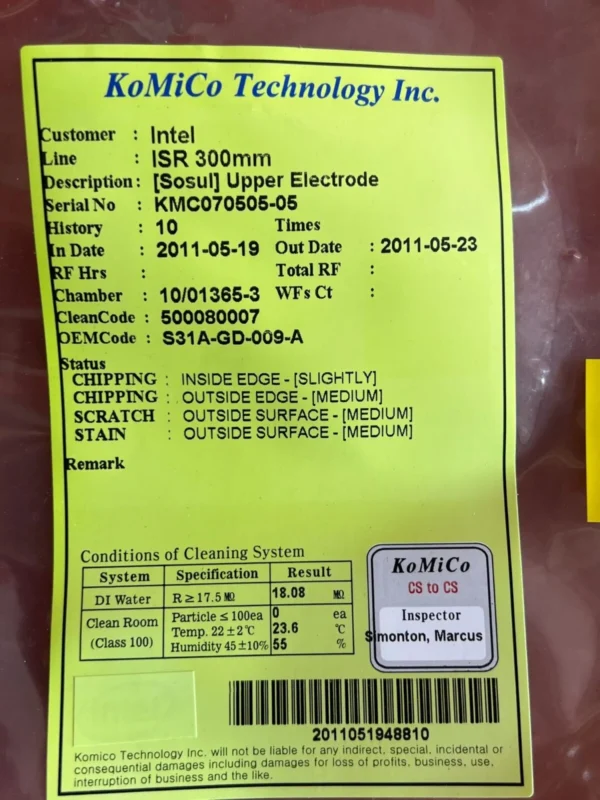 KoMiCo Technology Inc.
Customer : Intel
Line : ISR 300mm
Description : [Sosul] Upper Electrode
Serial No : KMC070505-05
History : 10 Times
In Date : 2011-05-19 Out Date : 2011-05-23
RF Hrs : Total RF :
Chamber : 10/01365-3 WFs Ct :
CleanCode : 500080007
OEMCode : S31A-GD-009-A
Status
CHIPPING : INSIDE EDGE - [SLIGHTLY]
CHIPPING : OUTSIDE EDGE - [MEDIUM]
SCRATCH : OUTSIDE SURFACE - [MEDIUM]
STAIN : OUTSIDE SURFACE - [MEDIUM]
Remark
Conditions of Cleaning System
System Specification Result
DI Water R ≥ 17.5 MΩ 18.08 MΩ
Clean Room (Class 100) Particle ≤ 100ea 0 ea
Temp. 22 ± 2°C 23.6 °C
Humidity 45 ± 10% 55 %
KoMiCo
CS to CS
Inspector
Simonton, Marcus
2011051948810
Komico Technology Inc. will not be liable for any indirect, special, incidental or
consequential damages including damages for loss of profits, business, use,
interruption of business and the like.